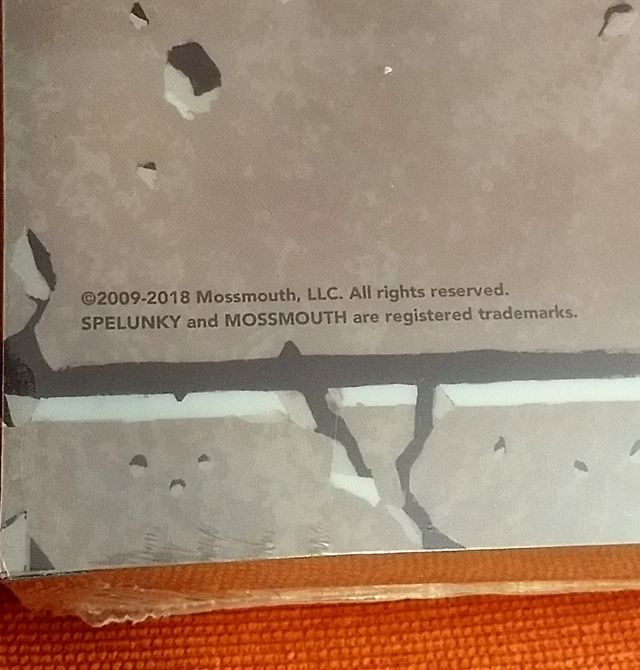 ©2009-2018 Mossmouth, LLC. All rights reserved.
SPELUNKY and MOSSMOUTH are registered trademarks.